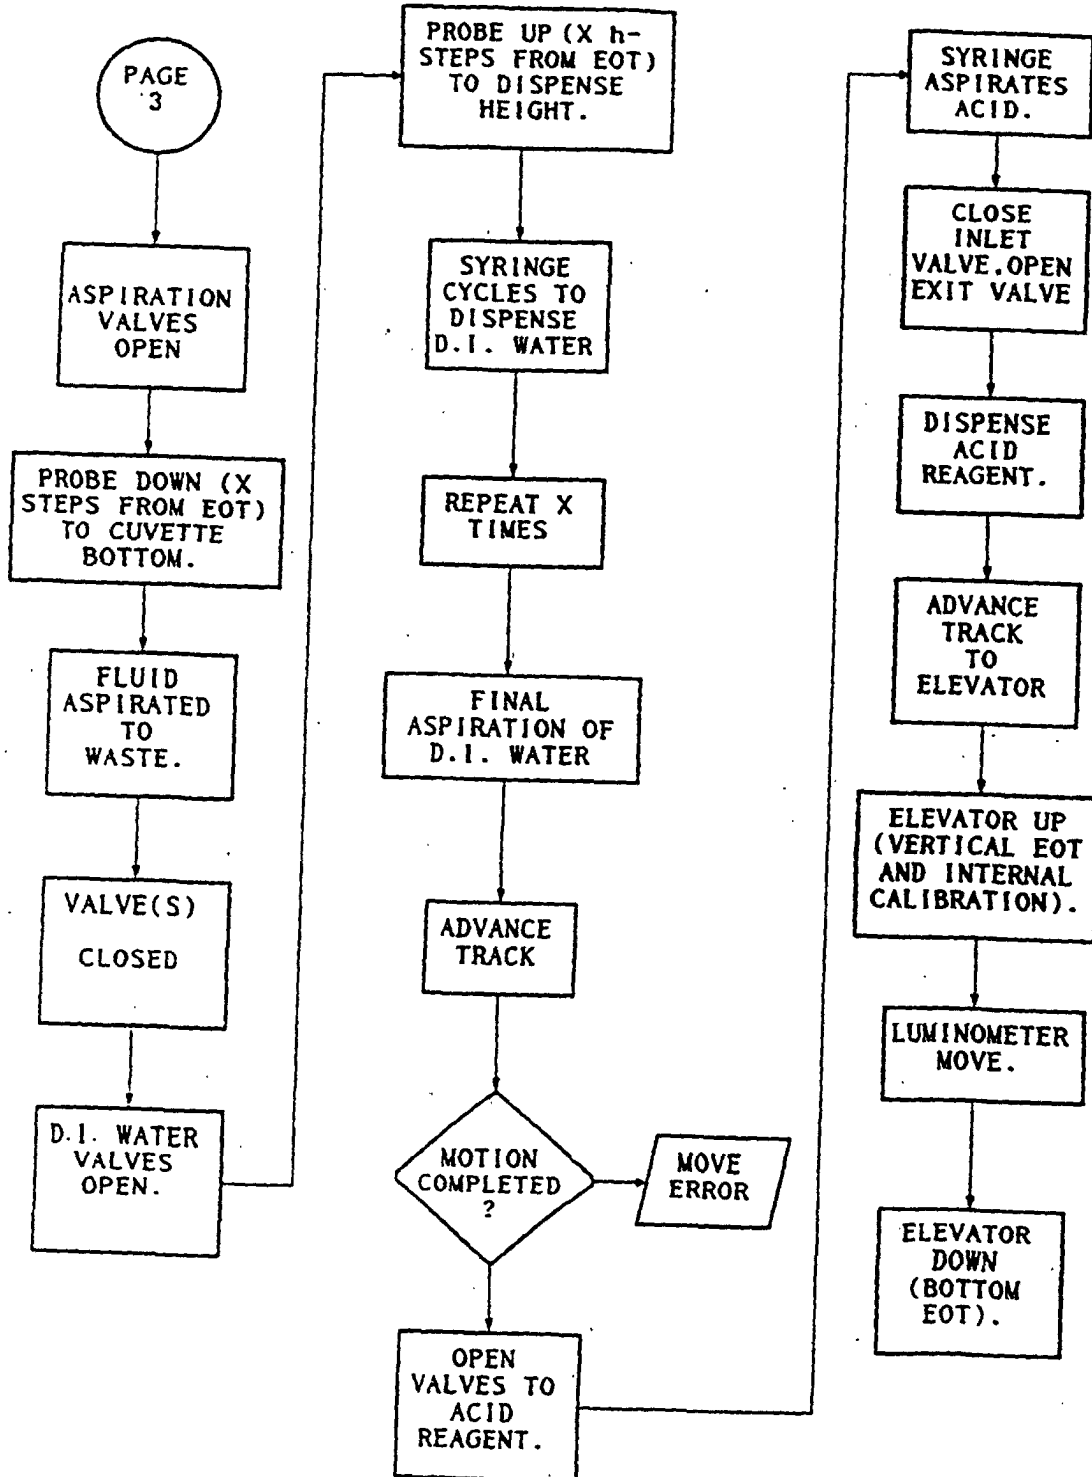 PAGE
3
ASPIRATION
VALVES
OPEN
PROBE DOWN (X
STEPS FROM EOT)
TO CUVETTE
BOTTOM.
FLUID
ASPIRATED
TO
WASTE.
VALVE(S)
CLOSED
D.I. WATER
VALVES
OPEN.
PROBE UP (X h-
STEPS FROM EOT)
TO DISPENSE
HEIGHT.
SYRINGE
CYCLES TO
DISPENSE
D.I. WATER
REPEAT X
TIMES
FINAL
ASPIRATION OF
D.I. WATER
ADVANCE
TRACK
MOTION
COMPLETED
?
MOVE
ERROR
OPEN
VALVES TO
ACID
REAGENT.
SYRINGE
ASPIRATES
ACID.
CLOSE
INLET
VALVE.OPEN
EXIT VALVE
DISPENSE
ACID
REAGENT.
ADVANCE
TRACK
TO
ELEVATOR
ELEVATOR UP
(VERTICAL EOT
AND INTERNAL
CALIBRATION).
LUMINOMETER
MOVE.
ELEVATOR
DOWN
(BOTTOM
EOT).